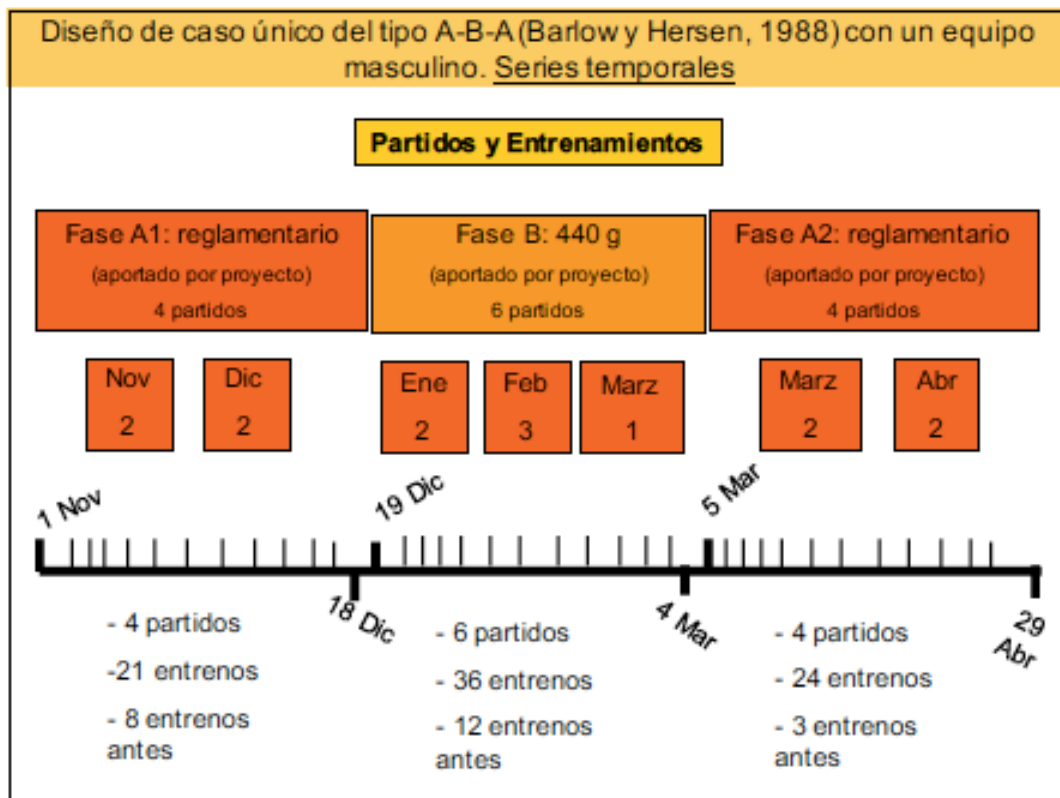 Diseño de caso único del tipo A-B-A (Barlow y Hersen, 1988) con un equipo
masculino. Series temporales
Partidos y Entrenamientos
Fase A1: reglamentario
(aportado por proyecto)
4 partidos
Fase B: 440 g
(aportado por proyecto)
6 partidos
Fase A2: reglamentario
(aportado por proyecto)
4 partidos
Nov
2
Dic
2
Ene
2
Feb
3
Marz
1
Marz
2
Abr
2
1 Nov
19 Dic
5 Mar
18 Dic
4 Mar
29
Abr
- 4 partidos
-21 entrenos
- 8 entrenos
antes
- 6 partidos
- 36 entrenos
- 12 entrenos
antes
- 4 partidos
- 24 entrenos
- 3 entrenos
antes